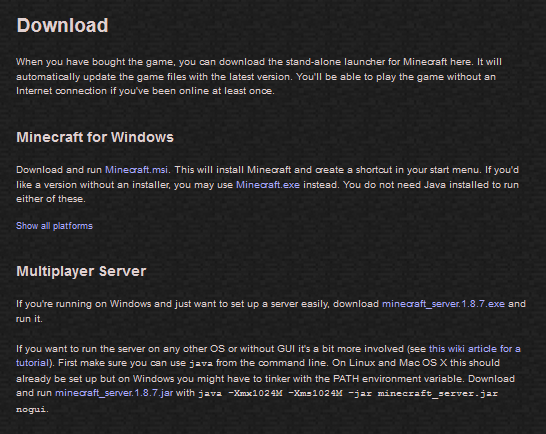 Download
When you have bought the game, you can download the stand-alone launcher for Minecraft here. It will
automatically update the game files with the latest version. You'll be able to play the game without an
Internet connection if you've been online at least once.
Minecraft for Windows
Download and run Minecraft.msi. This will install Minecraft and create a shortcut in your start menu. If you'd
like a version without an installer, you may use Minecraft.exe instead. You do not need Java installed to run
either of these.
Show all platforms
Multiplayer Server
If you're running on Windows and just want to set up a server easily, download minecraft_server.1.8.7.exe and
run it.
If you want to run the server on any other OS or without GUI it's a bit more involved (see this wiki article for a
tutorial). First make sure you can use java from the command line. On Linux and Mac OS X this should
already be set up but on Windows you might have to tinker with the PATH environment variable. Download
and run minecraft_server.1.8.7.jar with java -Xmx1024M -Xms1024M -jar minecraft_server.jar
nogui.